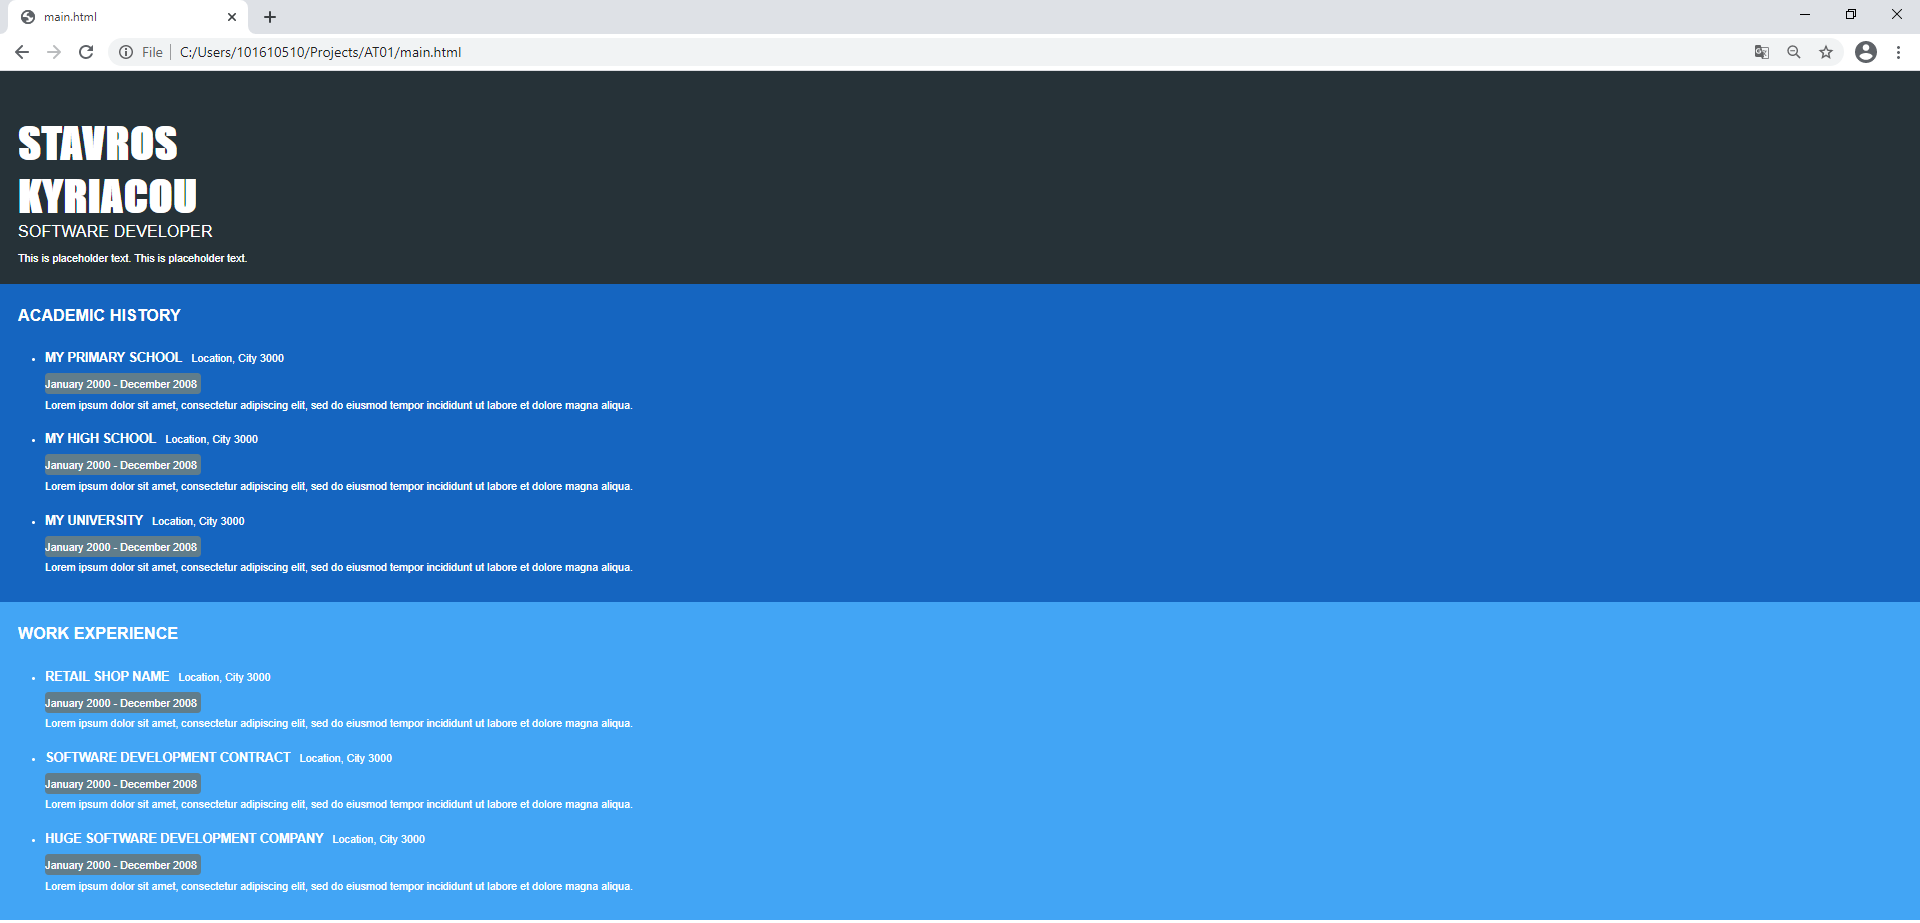 main.html
File C:/Users/101610510/Projects/AT01/main.html
STAVROS
KYRIACOU
SOFTWARE DEVELOPER
This is placeholder text. This is placeholder text.
ACADEMIC HISTORY
MY PRIMARY SCHOOL Location, City 3000
January 2000 - December 2008
Lorem ipsum dolor sit amet, consectetur adipiscing elit, sed do eiusmod tempor incididunt ut labore et dolore magna aliqua.
MY HIGH SCHOOL Location, City 3000
January 2000 - December 2008
Lorem ipsum dolor sit amet, consectetur adipiscing elit, sed do eiusmod tempor incididunt ut labore et dolore magna aliqua.
MY UNIVERSITY Location, City 3000
January 2000 - December 2008
Lorem ipsum dolor sit amet, consectetur adipiscing elit, sed do eiusmod tempor incididunt ut labore et dolore magna aliqua.
WORK EXPERIENCE
RETAIL SHOP NAME Location, City 3000
January 2000 - December 2008
Lorem ipsum dolor sit amet, consectetur adipiscing elit, sed do eiusmod tempor incididunt ut labore et dolore magna aliqua.
SOFTWARE DEVELOPMENT CONTRACT Location, City 3000
January 2000 - December 2008
Lorem ipsum dolor sit amet, consectetur adipiscing elit, sed do eiusmod tempor incididunt ut labore et dolore magna aliqua.
HUGE SOFTWARE DEVELOPMENT COMPANY Location, City 3000
January 2000 - December 2008
Lorem ipsum dolor sit amet, consectetur adipiscing elit, sed do eiusmod tempor incididunt ut labore et dolore magna aliqua.